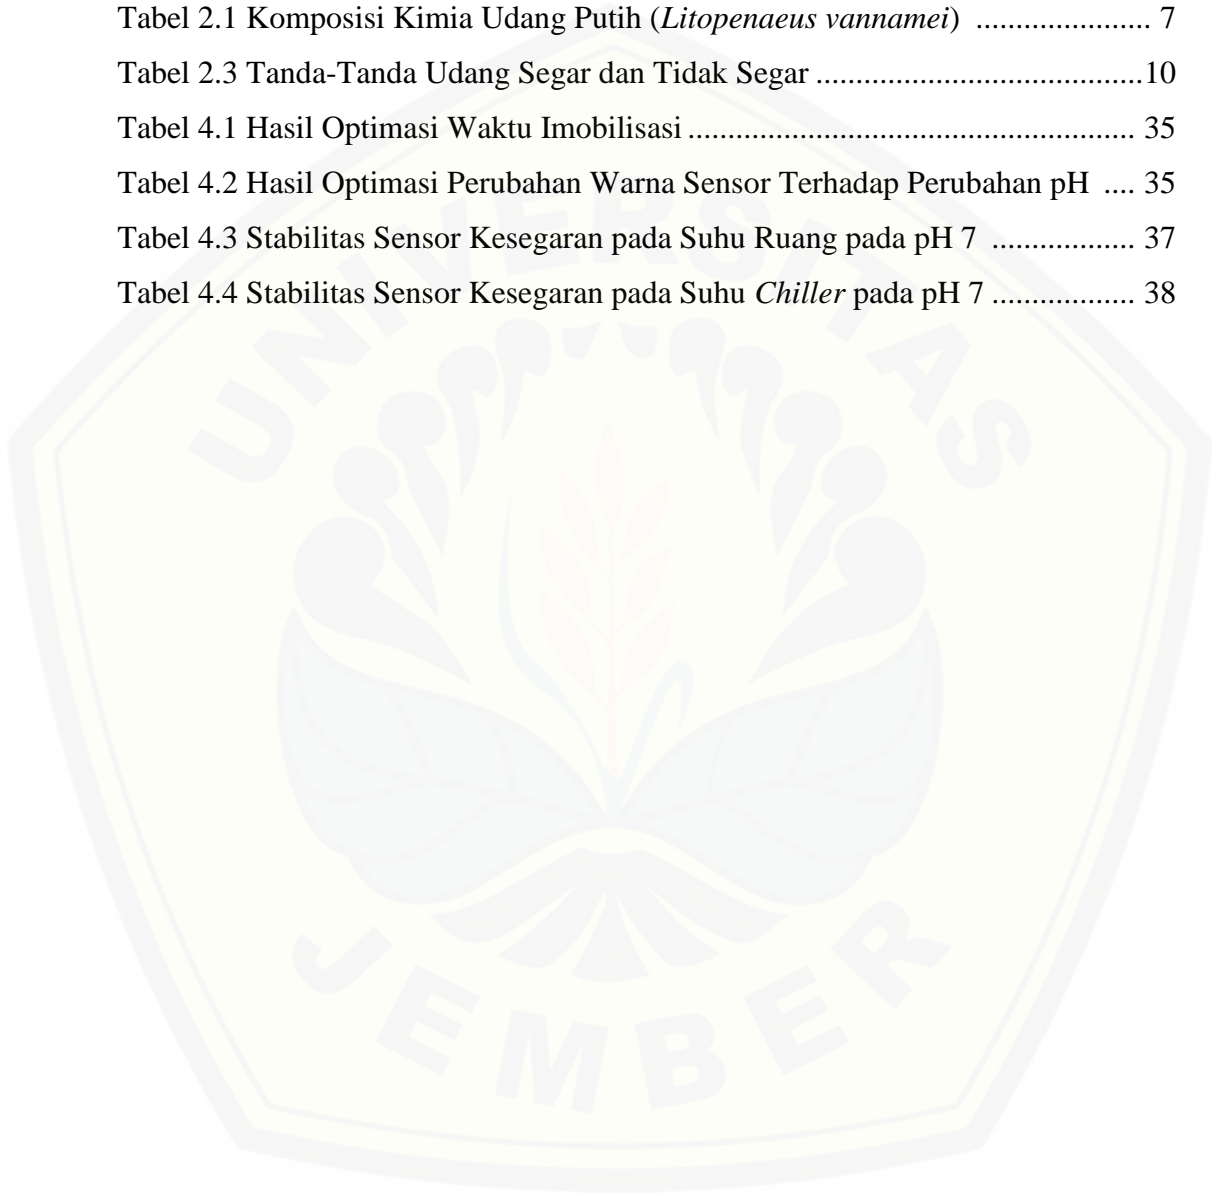 Tabel 2.1 Komposisi Kimia Udang Putih (Litopenaeus vannamei) ..................... 7
Tabel 2.3 Tanda-Tanda Udang Segar dan Tidak Segar ........................................10
Tabel 4.1 Hasil Optimasi Waktu Imobilisasi ....................................................... 35
Tabel 4.2 Hasil Optimasi Perubahan Warna Sensor Terhadap Perubahan pH .... 35
Tabel 4.3 Stabilitas Sensor Kesegaran pada Suhu Ruang pada pH 7 .................. 37
Tabel 4.4 Stabilitas Sensor Kesegaran pada Suhu Chiller pada pH 7 .................. 38
UNIVERSITAS
JEMBER